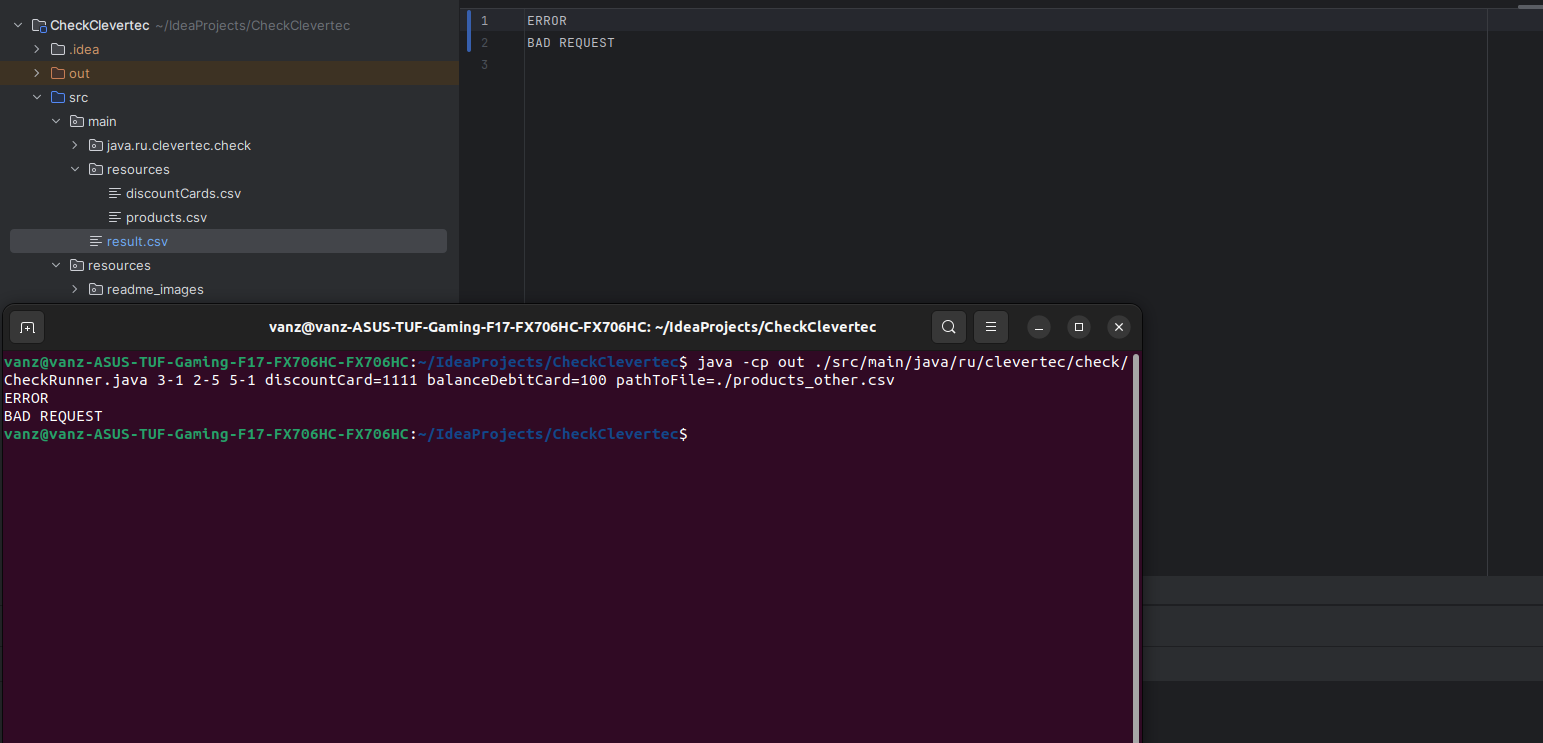 CheckClevertec ~/IdeaProjects/CheckClevertec
.idea
out
src
main
java.ru.clevertec.check
resources
discountCards.csv
products.csv
result.csv
resources
readme_images
1 ERROR
2 BAD REQUEST
3
vanz@vanz-ASUS-TUF-Gaming-F17-FX706HC-FX706HC: ~/IdeaProjects/CheckClevertec
vanz@vanz-ASUS-TUF-Gaming-F17-FX706HC-FX706HC:~/IdeaProjects/CheckClevertec$ java -cp out ./src/main/java/ru/clevertec/check/
CheckRunner.java 3-1 2-5 5-1 discountCard=1111 balanceDebitCard=100 pathToFile=./products_other.csv
ERROR
BAD REQUEST
vanz@vanz-ASUS-TUF-Gaming-F17-FX706HC-FX706HC:~/IdeaProjects/CheckClevertec$